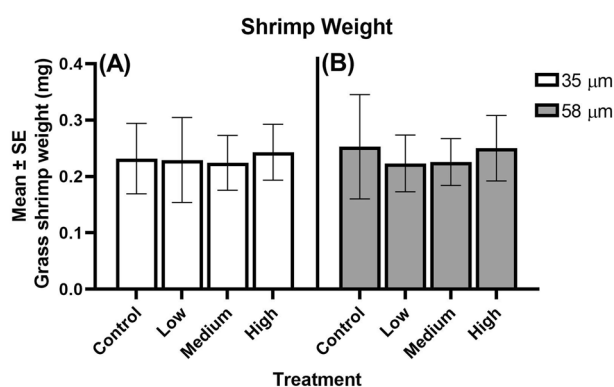 Shrimp Weight
(A)
(B)
35 μm
58 μm
Mean ± SE
Grass shrimp weight (mg)
0.4
0.3
0.2
0.1
0.0
Control
Low
Medium
High
Control
Low
Medium
High
Treatment